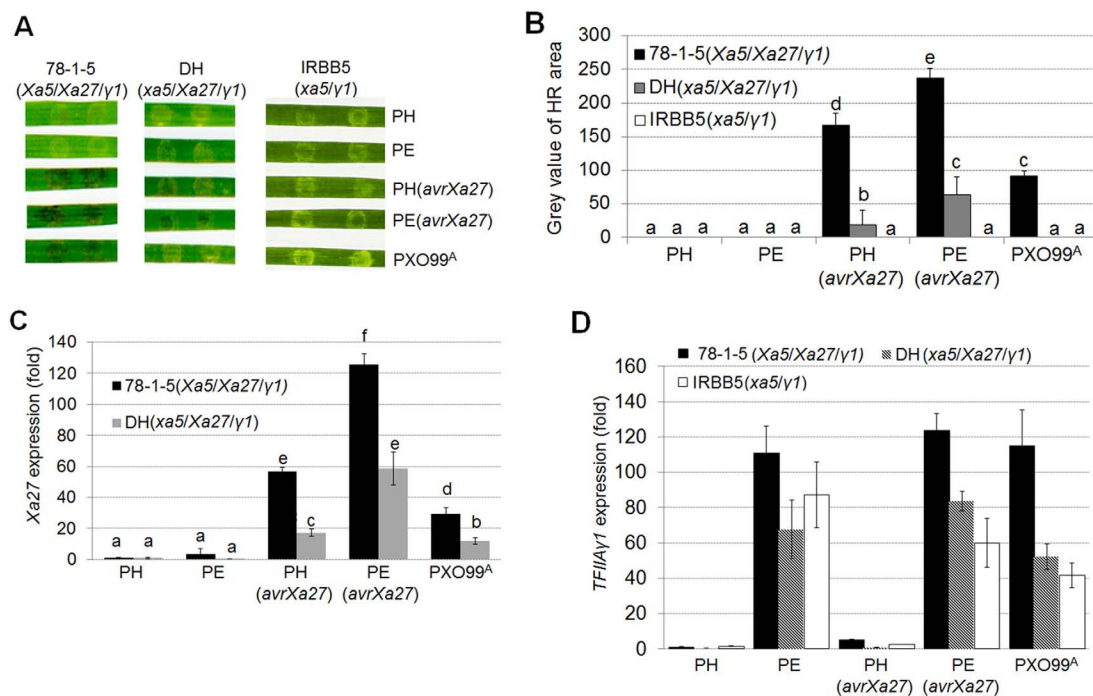 A
78-1-5 DH IRBB5
(Xa5/Xa27/γ1) (xa5/Xa27/γ1) (xa5/γ1)
PH
PE
PH(avrXa27)
PE(avrXa27)
PXO99ᴬ
B
Grey value of HR area
300
250
200
150
100
50
0
78-1-5(Xa5/Xa27/γ1)
DH(xa5/Xa27/γ1)
IRBB5(xa5/γ1)
a a a a a a d b a e c a c a a
PH PE PH PE PXO99ᴬ
(avrXa27) (avrXa27)
C
Xa27 expression (fold)
140
120
100
80
60
40
20
0
78-1-5(Xa5/Xa27/γ1)
DH(xa5/Xa27/γ1)
a a a a e c f e d b
PH PE PH PE PXO99ᴬ
(avrXa27) (avrXa27)
D
78-1-5 (Xa5/Xa27/γ1) DH(xa5/Xa27/γ1)
IRBB5(xa5/γ1)
TFIIAγ1 expression (fold)
160
140
120
100
80
60
40
20
0
PH PE PH PE PXO99ᴬ
(avrXa27) (avrXa27)